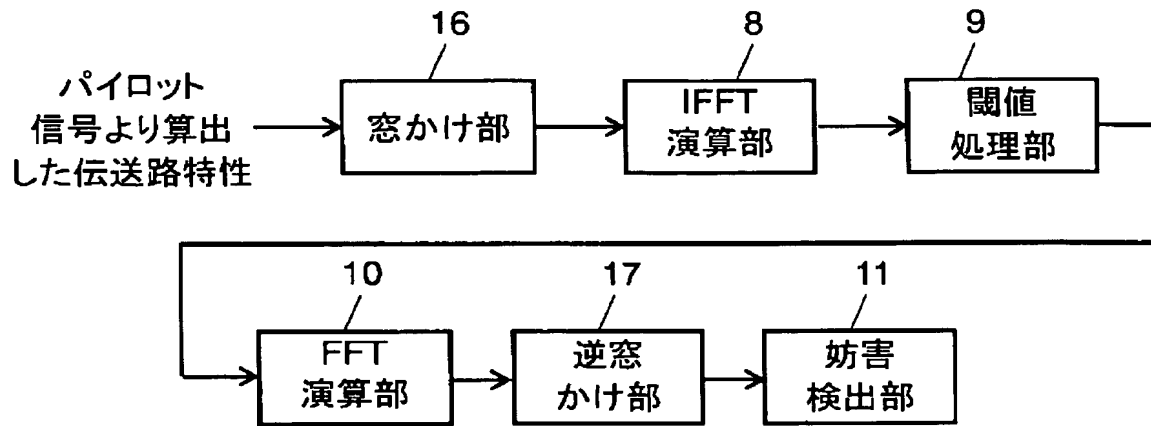 16
8
9
パイロット
信号より算出
した伝送路特性
窓かけ部
IFFT
演算部
閾値
処理部
10
17
11
FFT
演算部
逆窓
かけ部
妨害
検出部